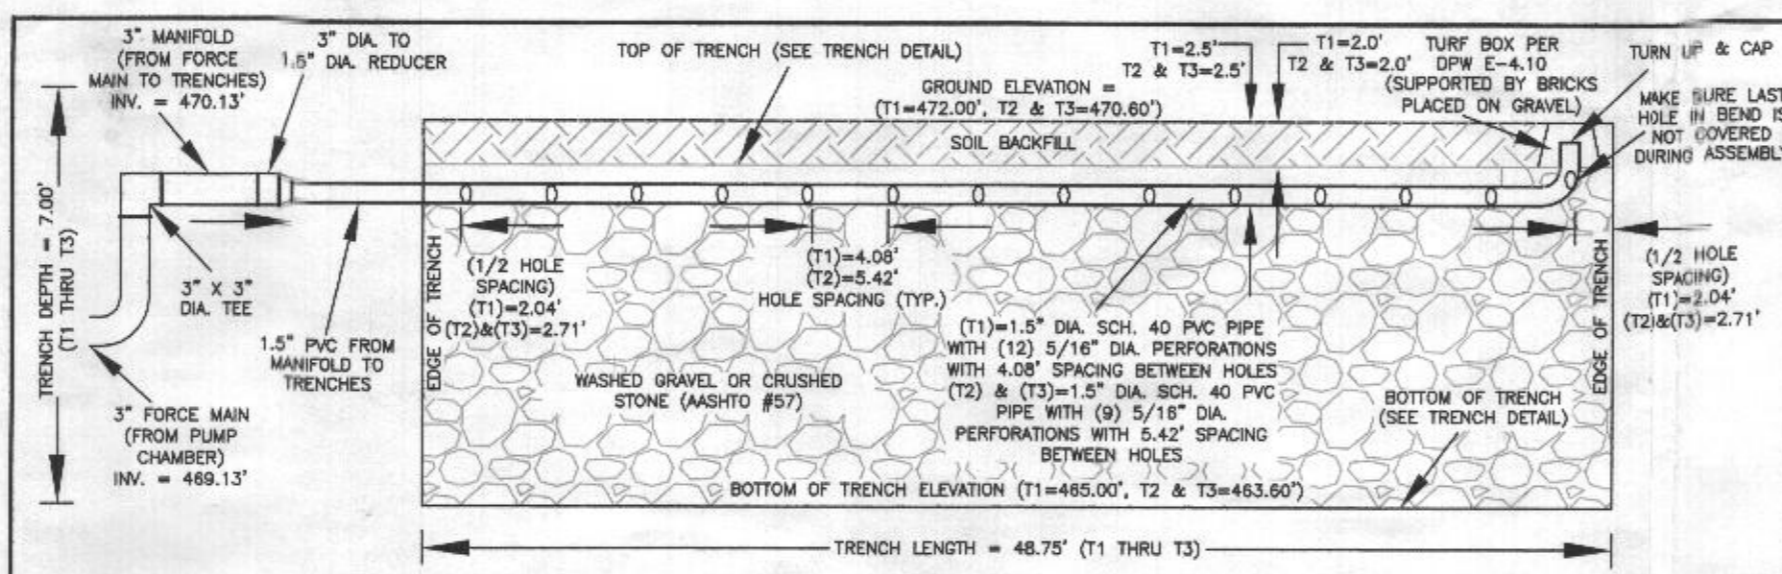 3" MANIFOLD
(FROM FORCE
MAIN TO TRENCHES)
INV. = 470.13'
3" DIA. TO
1.5" DIA. REDUCER
TOP OF TRENCH (SEE TRENCH DETAIL)
GROUND ELEVATION =
(T1=472.00', T2 & T3=470.60')
T1=2.5'
T2 & T3=2.5'
T1=2.0'
T2 & T3=2.0'
TURF BOX PER
DPW E-4.10
(SUPPORTED BY BRICKS
PLACED ON GRAVEL)
TURN UP & CAP
MAKE SURE LAST
HOLE IN BEND IS
NOT COVERED
DURING ASSEMBLY
SOIL BACKFILL
TRENCH DEPTH = 7.00'
(T1 THRU T3)
3" X 3"
DIA. TEE
1.5" PVC FROM
MANIFOLD TO
TRENCHES
3" FORCE MAIN
(FROM PUMP
CHAMBER)
INV. = 469.13'
EDGE OF TRENCH
(1/2 HOLE
SPACING)
(T1)=2.04'
(T2)&(T3)=2.71'
(T1)=4.08'
(T2)=5.42'
HOLE SPACING (TYP.)
WASHED GRAVEL OR CRUSHED
STONE (AASHTO #57)
(T1)=1.5" DIA. SCH. 40 PVC PIPE
WITH (12) 5/16" DIA. PERFORATIONS
WITH 4.08' SPACING BETWEEN HOLES
(T2) & (T3)=1.5" DIA. SCH. 40 PVC
PIPE WITH (9) 5/16" DIA.
PERFORATIONS WITH 5.42' SPACING
BETWEEN HOLES
BOTTOM OF TRENCH
(SEE TRENCH DETAIL)
EDGE OF TRENCH
(1/2 HOLE
SPACING)
(T1)=2.04'
(T2)&(T3)=2.71'
BOTTOM OF TRENCH ELEVATION (T1=465.00', T2 & T3=463.60')
TRENCH LENGTH = 48.75' (T1 THRU T3)